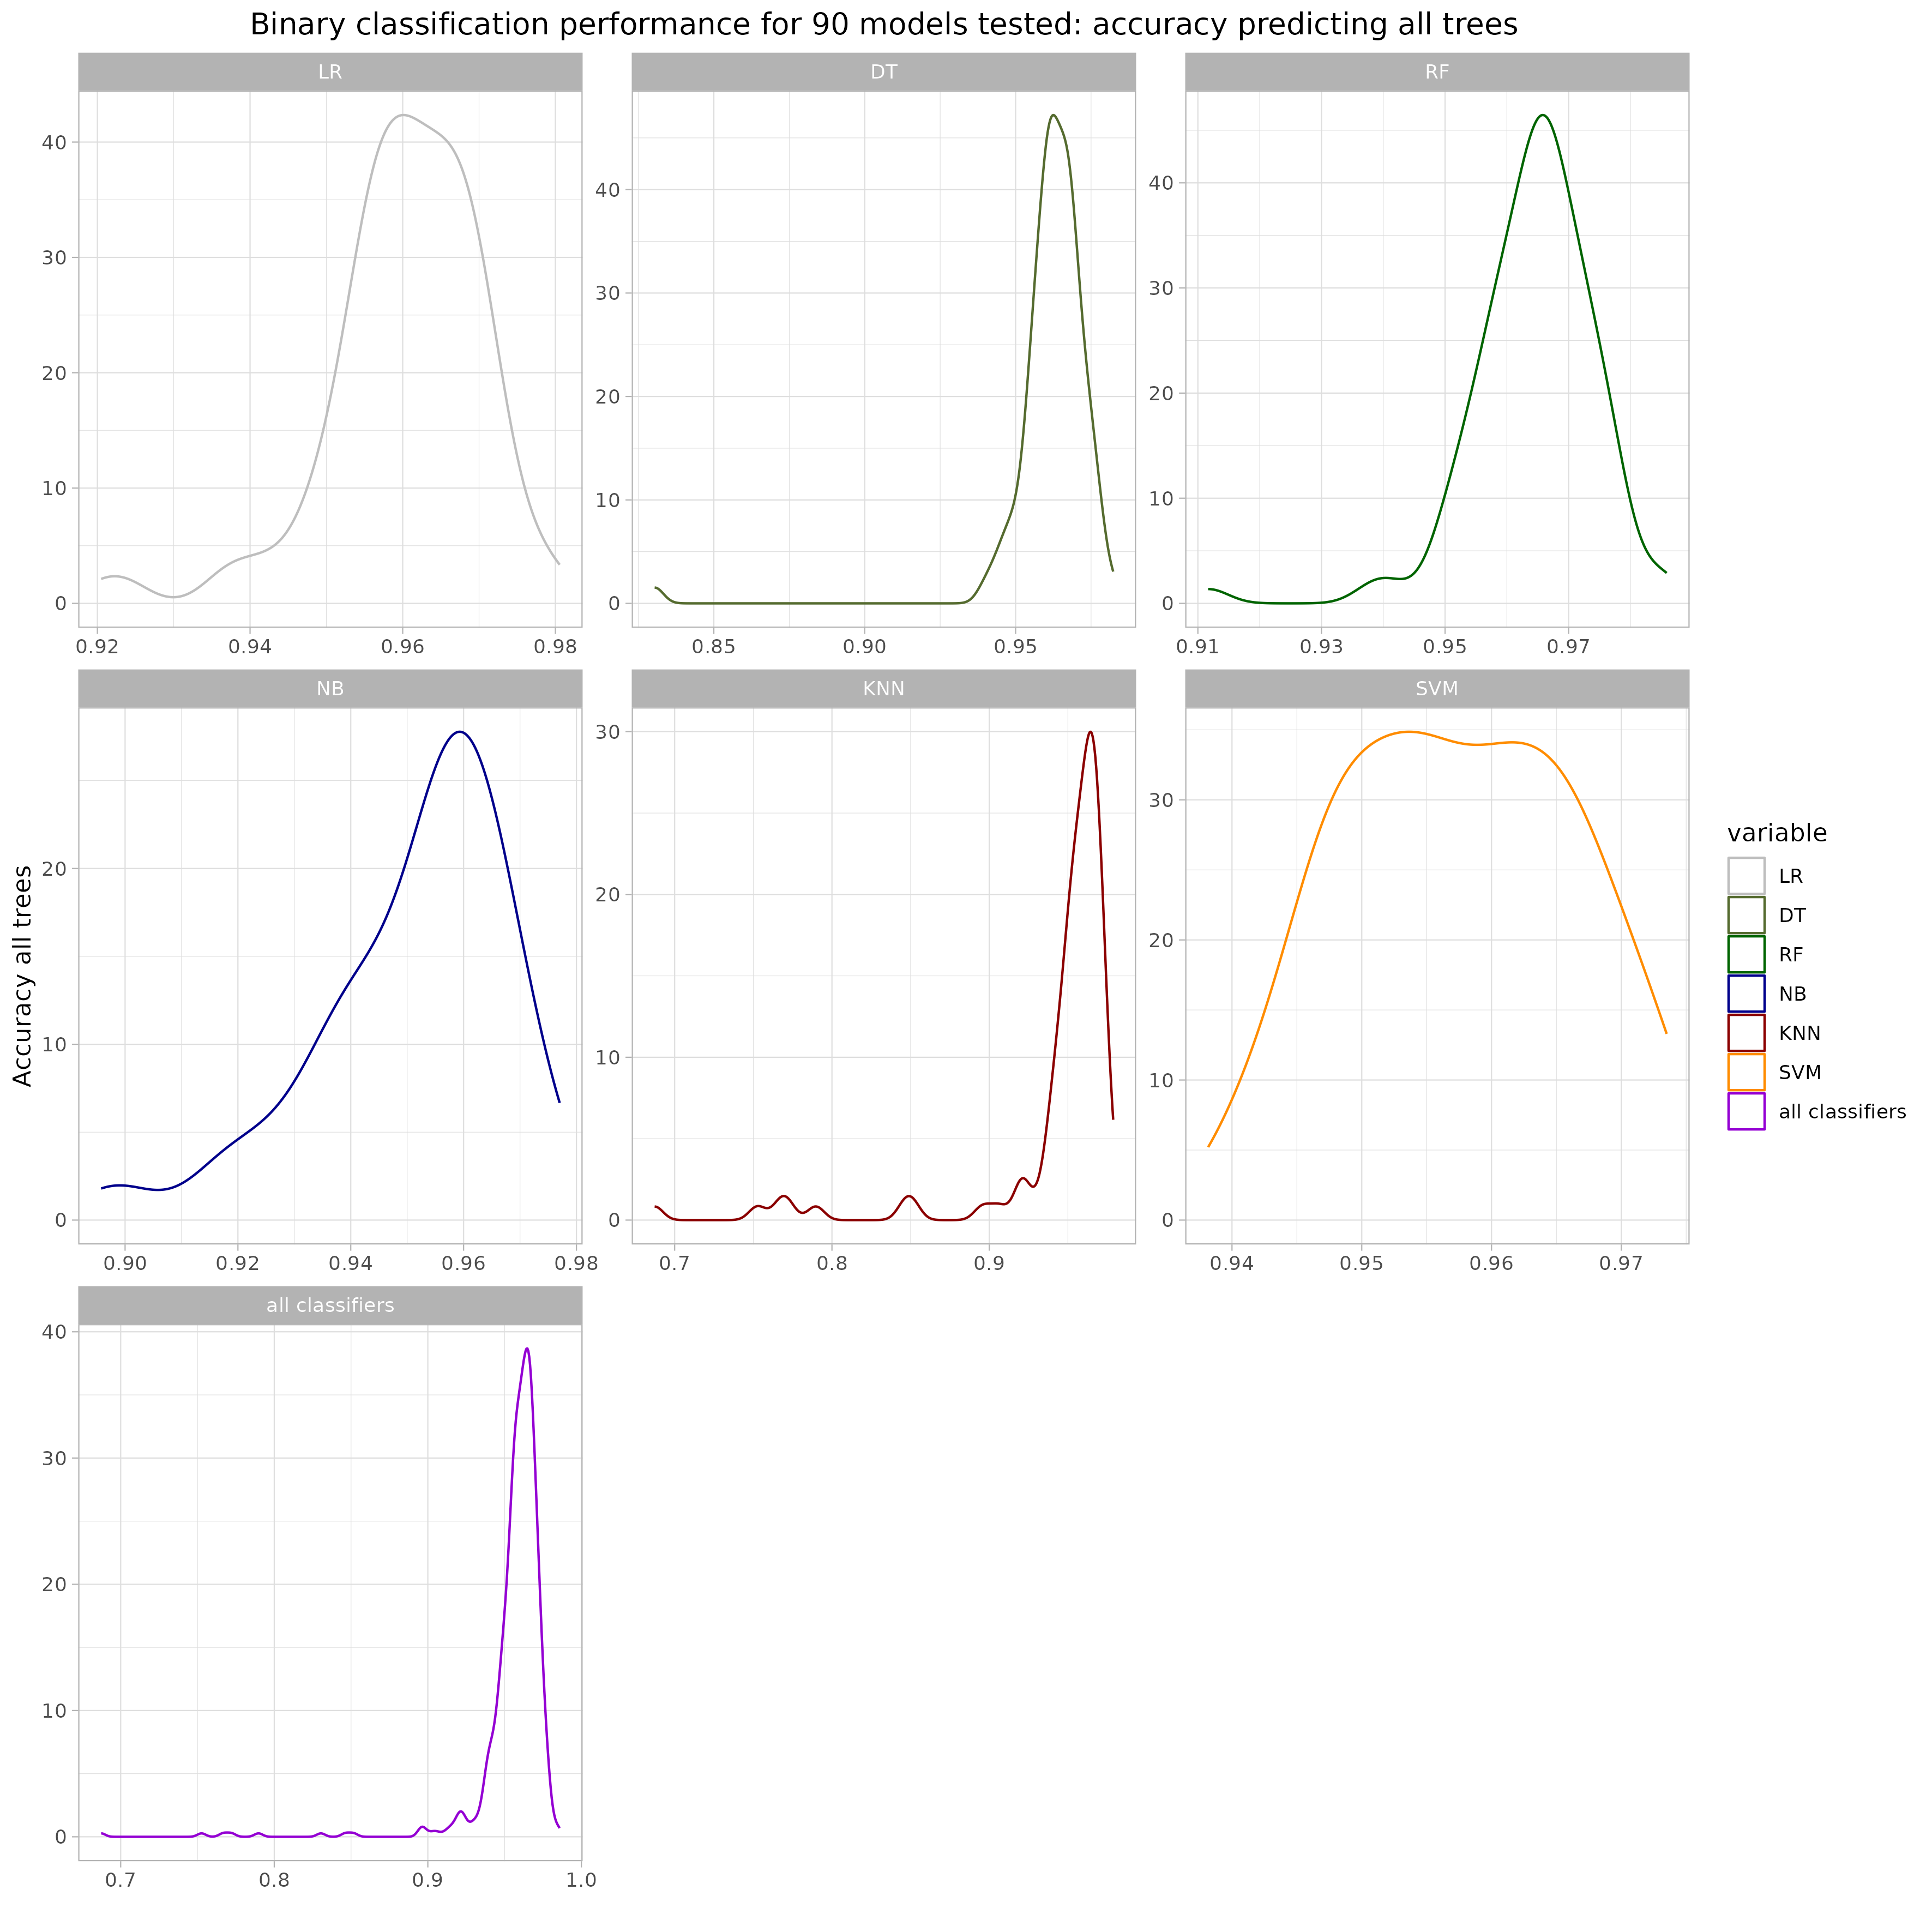 Binary classification performance for 90 models tested: accuracy predicting all trees
LR
DT
RF
40
30
20
10
0
0.92 0.94 0.96 0.98
40
30
20
10
0
0.85 0.90 0.95
40
30
20
10
0
0.91 0.93 0.95 0.97
NB
KNN
SVM
Accuracy all trees
20
10
0
0.90 0.92 0.94 0.96 0.98
30
20
10
0
0.7 0.8 0.9
30
20
10
0
0.94 0.95 0.96 0.97
all classifiers
40
30
20
10
0
0.7 0.8 0.9 1.0
variable
LR
DT
RF
NB
KNN
SVM
all classifiers